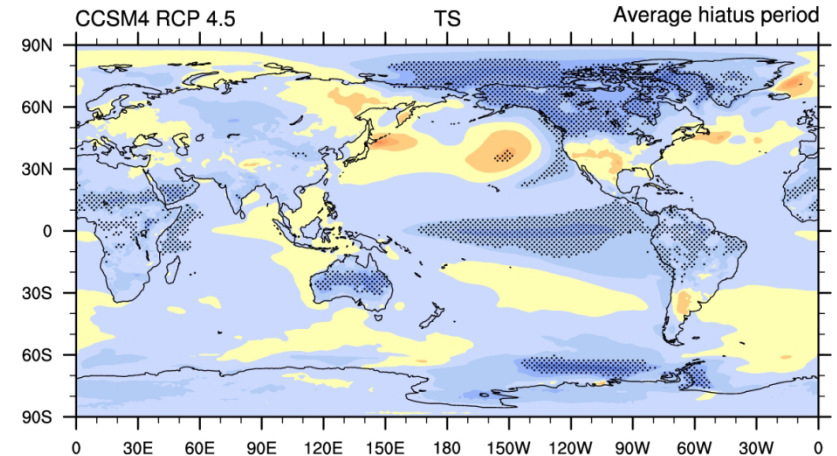 CCSM4 RCP 4.5 TS Average hiatus period
90N
60N
30N
0
30S
60S
90S
0 30E 60E 90E 120E 150E 180 150W 120W 90W 60W 30W 0